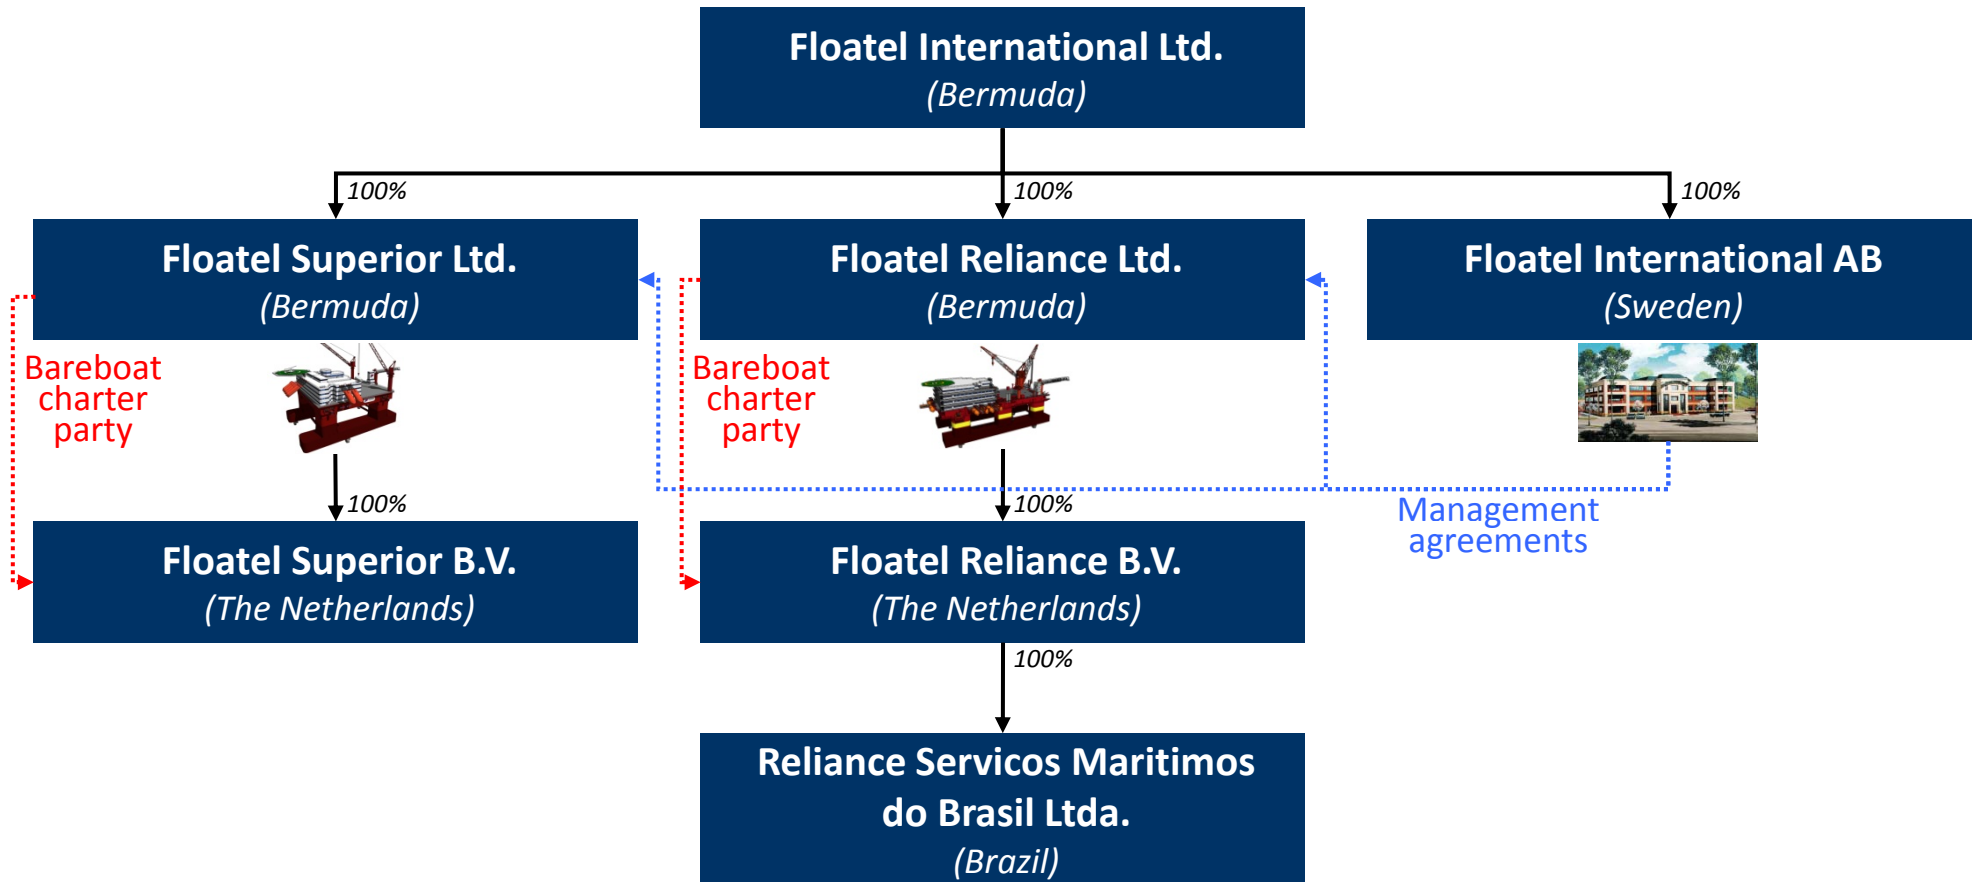 Floatel International Ltd.
(Bermuda)
100%
100%
100%
Floatel Superior Ltd.
(Bermuda)
Floatel Reliance Ltd.
(Bermuda)
Floatel International AB
(Sweden)
Bareboat
charter
party
Bareboat
charter
party
100%
100%
Management
agreements
Floatel Superior B.V.
(The Netherlands)
Floatel Reliance B.V.
(The Netherlands)
100%
Reliance Servicos Maritimos
do Brasil Ltda.
(Brazil)